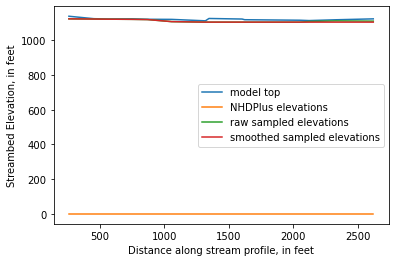 1000
800
600
400
200
0
Streambed Elevation, in feet
model top
NHDPlus elevations
raw sampled elevations
smoothed sampled elevations
500
1000
1500
2000
2500
Distance along stream profile, in feet